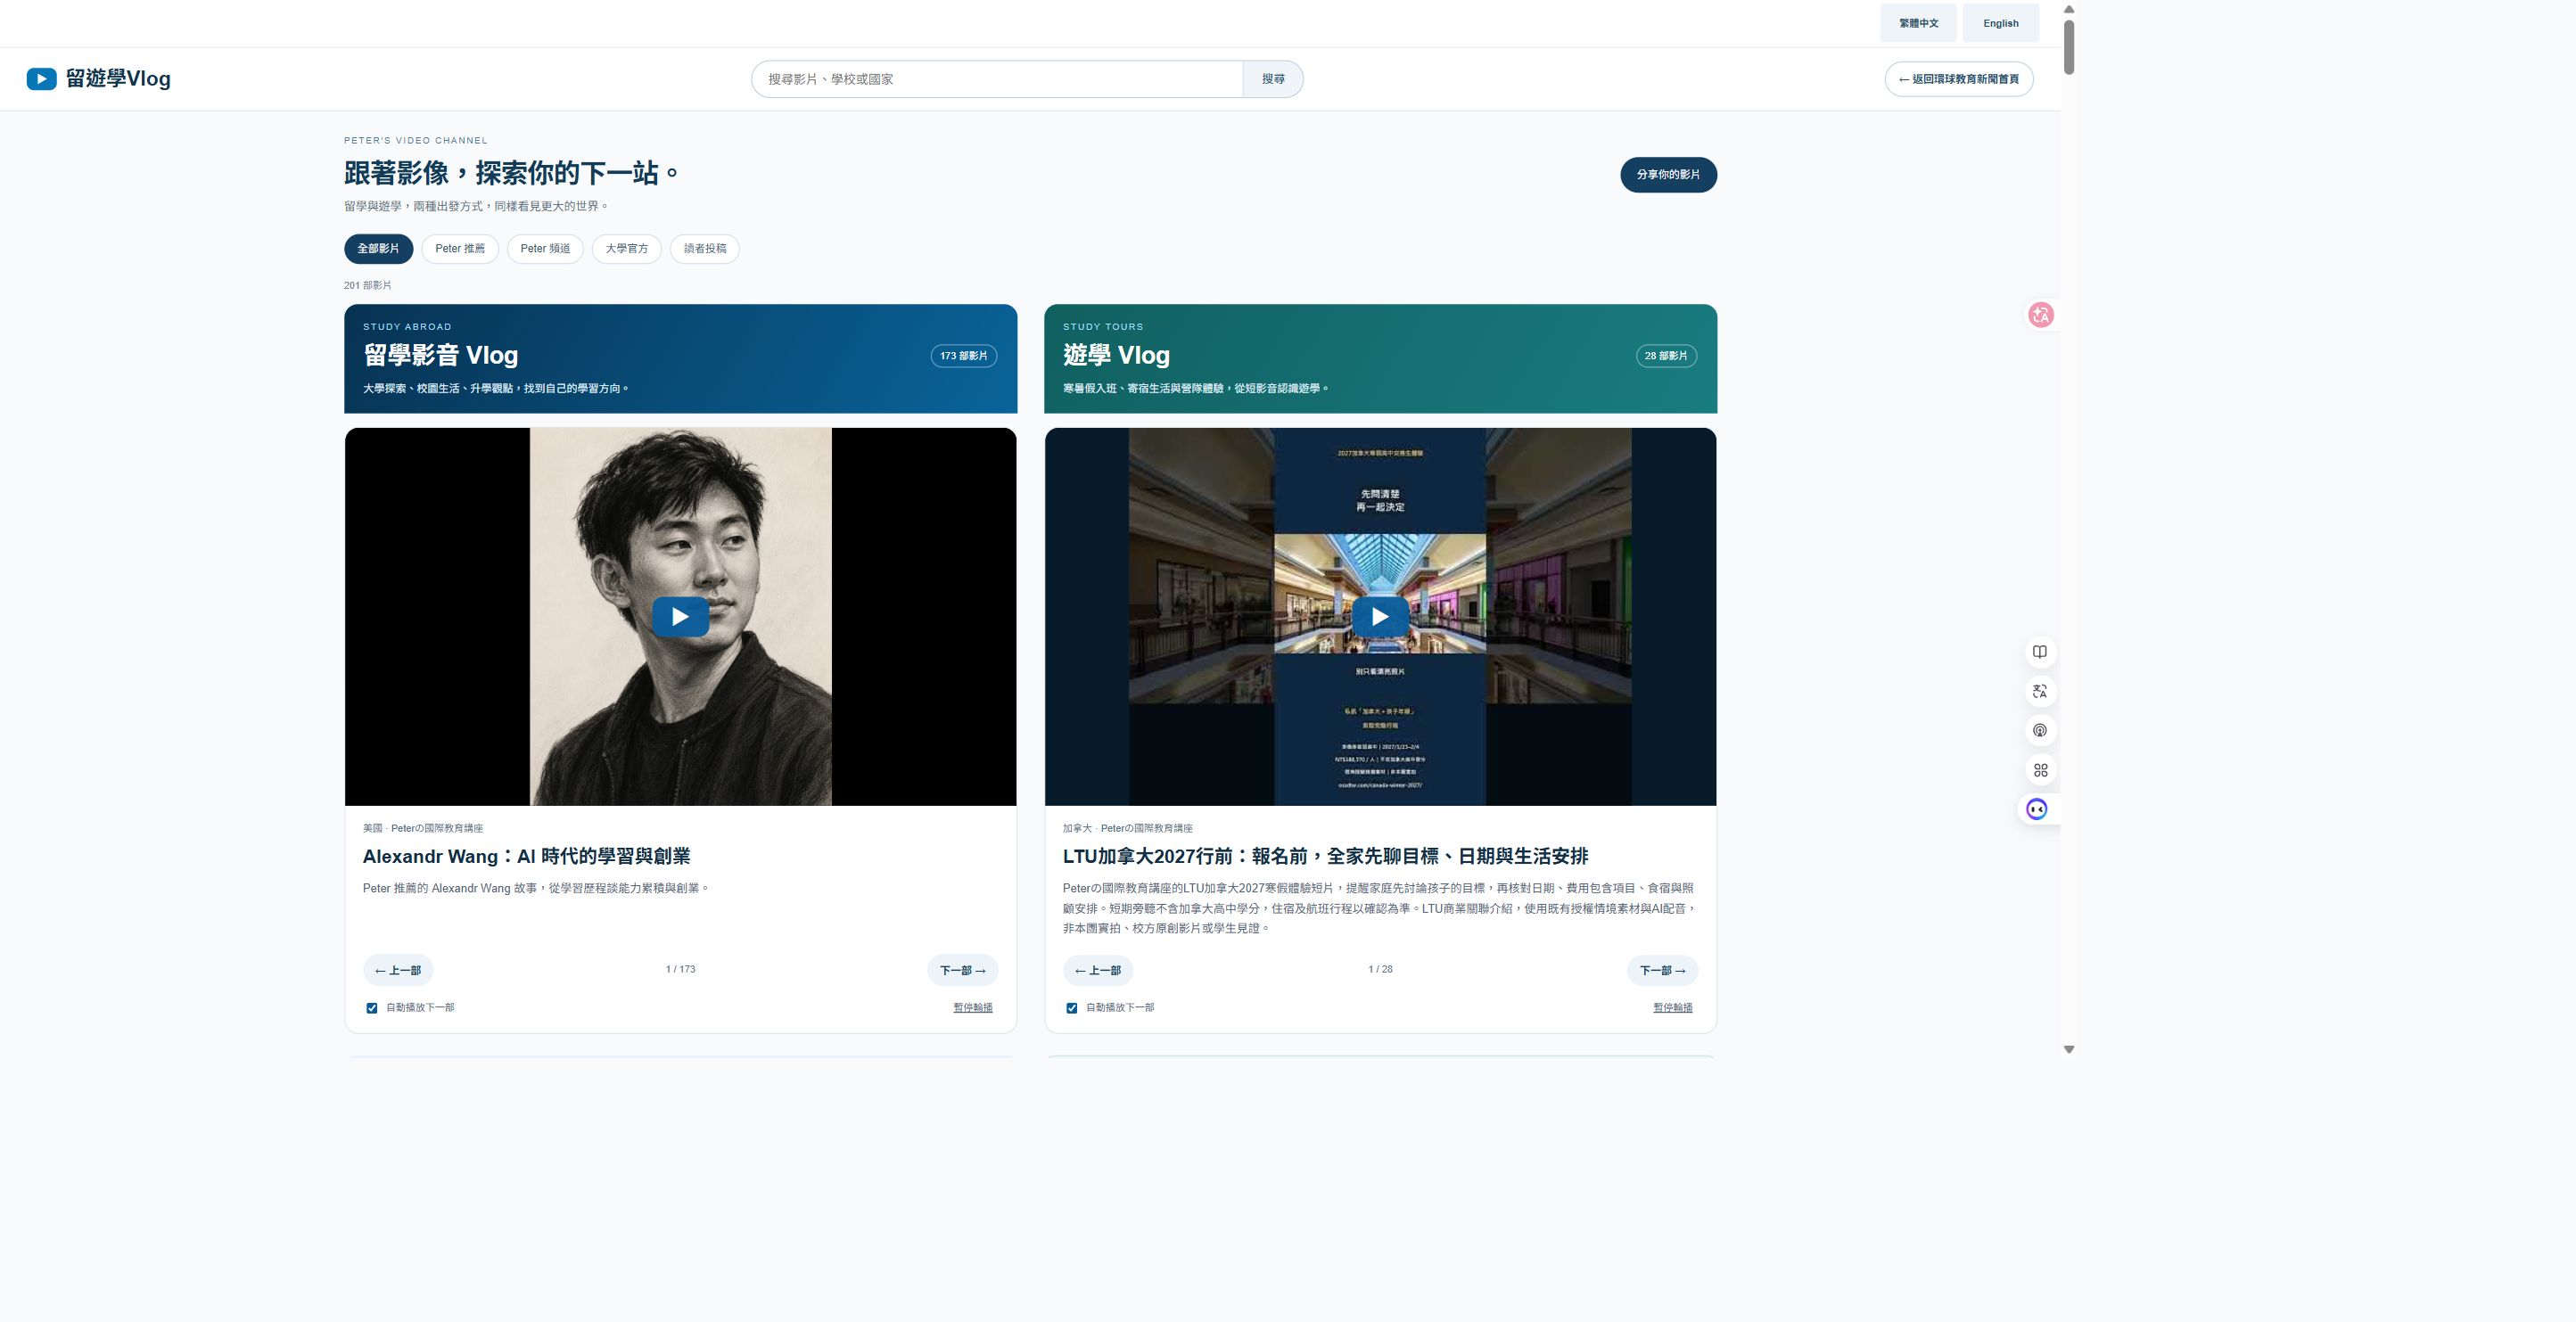 繁體中文
English
留遊學Vlog
搜尋影片、學校或國家
搜尋
← 返回環球教育新聞首頁
PETER'S VIDEO CHANNEL
跟著影像，探索你的下一站。
分享你的影片
留學與遊學，兩種出發方式，同樣看見更大的世界。
全部影片
Peter 推薦
Peter 頻道
大學官方
讀者投稿
201 部影片
STUDY ABROAD
留學影音 Vlog
173 部影片
大學探索、校園生活、升學觀點，找到自己的學習方向。
STUDY TOURS
遊學 Vlog
28 部影片
寒暑假入班、寄宿生活與營隊體驗，從短影音認識遊學。
先問清楚
再一起決定
別只看漂亮照片
私訊「加拿大＋孩子年級」
美國 · Peterの國際教育講座
Alexandr Wang：AI 時代的學習與創業
Peter 推薦的 Alexandr Wang 故事，從學習歷程談能力累積與創業。
← 上一部
1 / 173
下一部 →
自動播放下一部
暫停輪播
加拿大 · Peterの國際教育講座
LTU加拿大2027行前：報名前，全家先聊目標、日期與生活安排
Peterの國際教育講座的LTU加拿大2027寒假體驗短片，提醒家庭先討論孩子的目標，再核對日期、費用包含項目、食宿與照
顧安排。短期旁聽不含加拿大高中學分，住宿及航班行程以確認為準。LTU商業關聯介紹，使用既有授權情境素材與AI配音，
非本團實拍、校方原創影片或學生見證。
← 上一部
1 / 28
下一部 →
自動播放下一部
暫停輪播